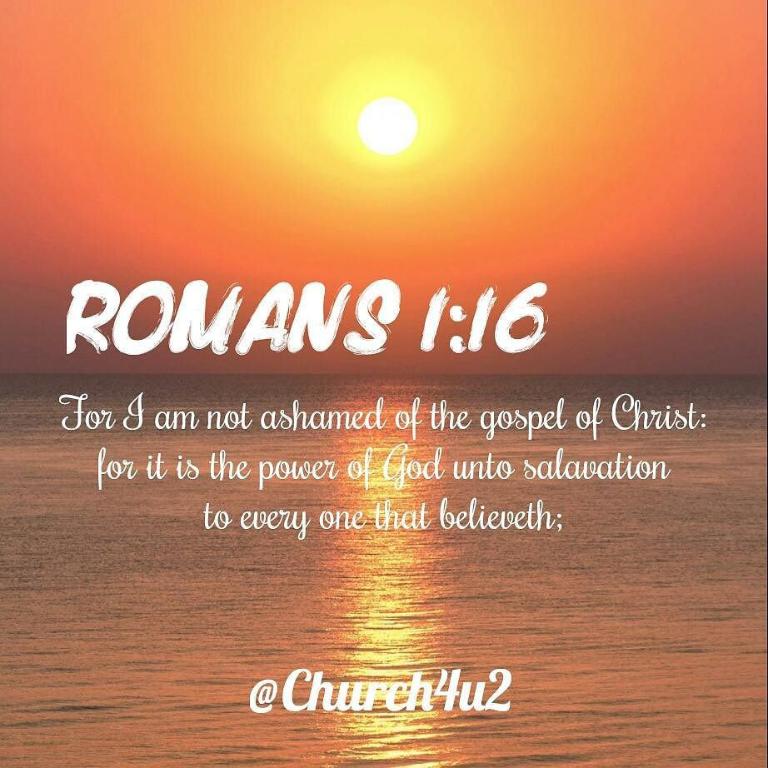 ROMANS 1:16
For I am not ashamed of the gospel of Christ:
for it is the power of God unto salavation
to every one that believeth;
@Church4u2